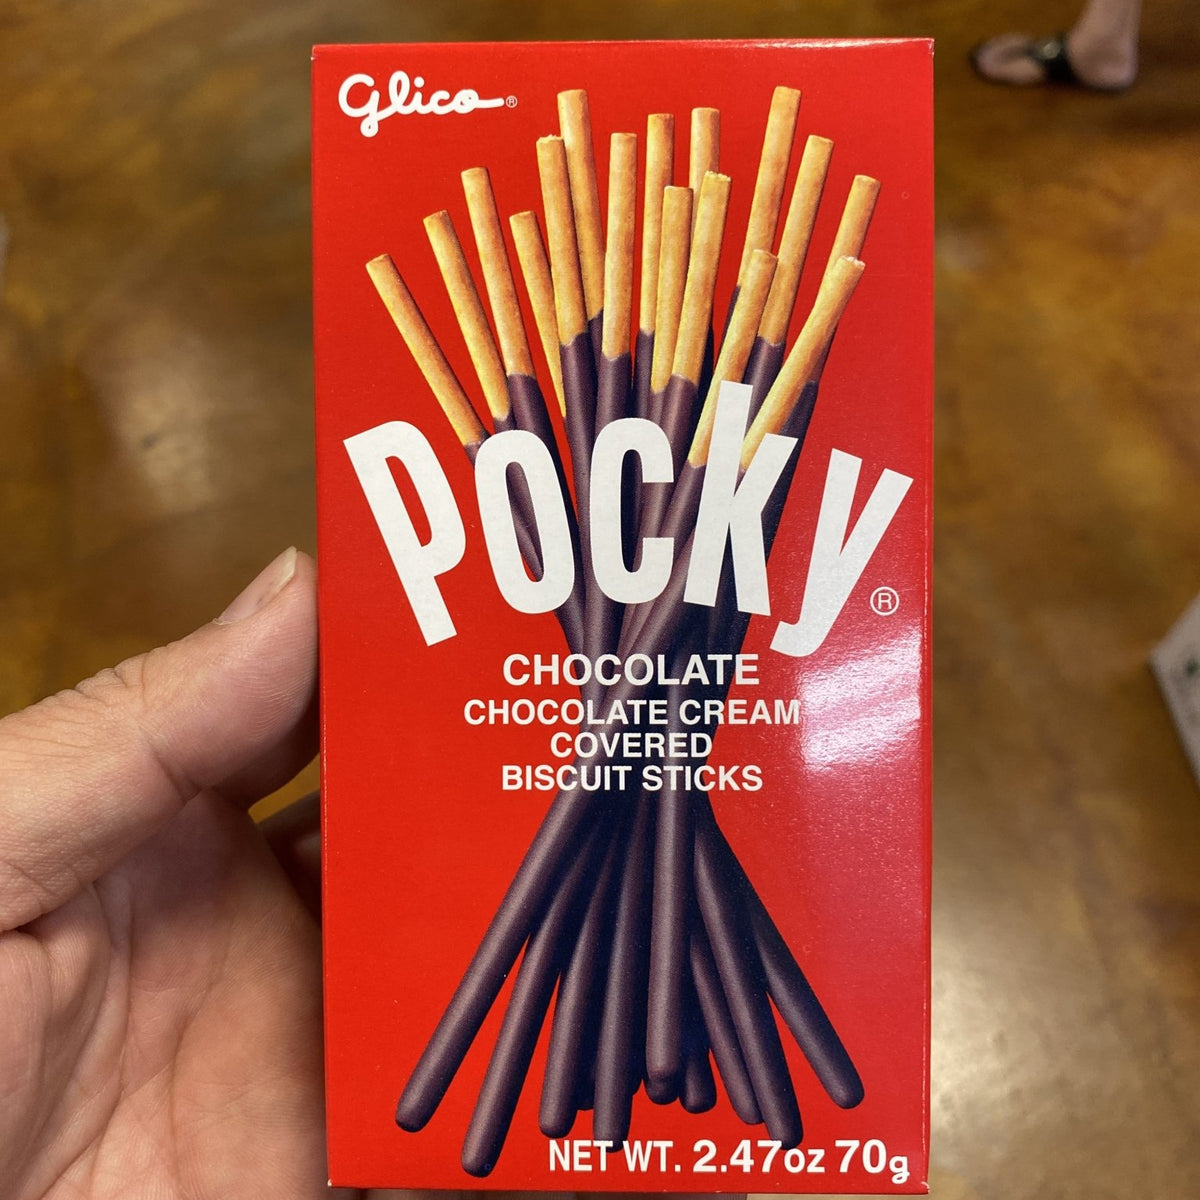 Glico®
Pocky®
CHOCOLATE
CHOCOLATE CREAM
COVERED
BISCUIT STICKS
NET WT. 2.47oz 70g